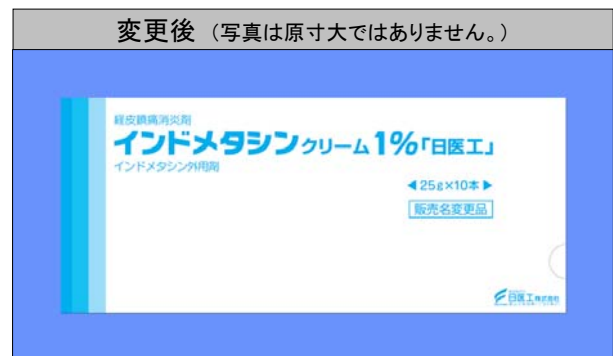 変更後（写真は原寸大ではありません。）
経皮鎮痛消炎剤
インドメタシンクリーム1%「日医工」
インドメタシン外用剤
◀25g×10本▶
販売名変更品
日医工株式会社